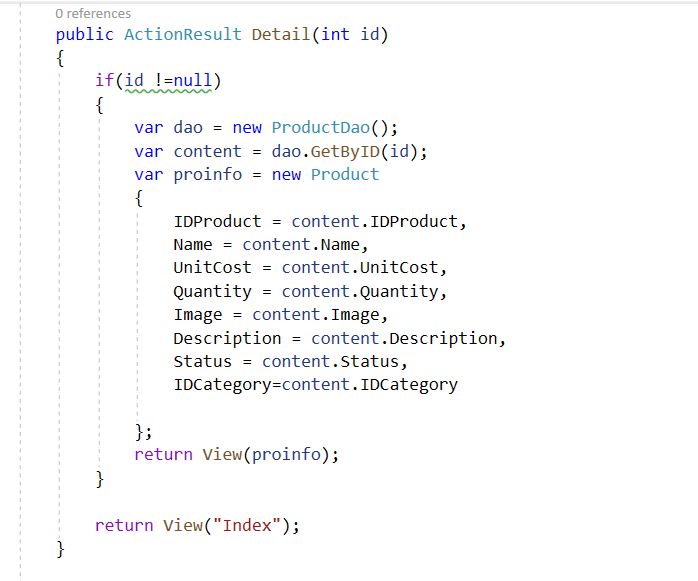 0 references
public ActionResult Detail(int id)
{
if(id !=null)
{
var dao = new ProductDao();
var content = dao.GetByID(id);
var proinfo = new Product
{
IDProduct = content.IDProduct,
Name = content.Name,
UnitCost = content.UnitCost,
Quantity = content.Quantity,
Image = content.Image,
Description = content.Description,
Status = content.Status,
IDCategory=content.IDCategory
};
return View(proinfo);
}
return View("Index");
}